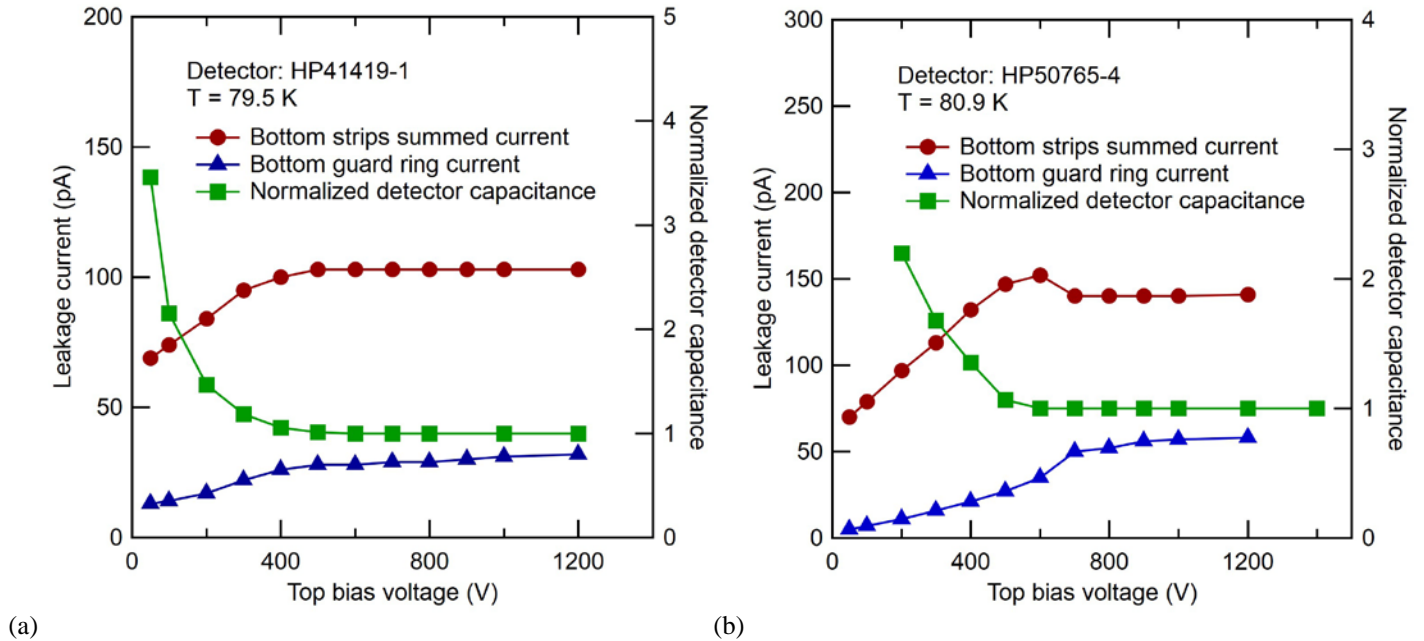 200
150
100
50
0
Leakage current (pA)
Detector: HP41419-1
T = 79.5 K
Bottom strips summed current
Bottom guard ring current
Normalized detector capacitance
5
4
3
2
1
0
Normalized detector capacitance
0
400
800
1200
Top bias voltage (V)
(a)
300
250
200
150
100
50
0
Leakage current (pA)
Detector: HP50765-4
T = 80.9 K
Bottom strips summed current
Bottom guard ring current
Normalized detector capacitance
4
3
2
1
0
Normalized detector capacitance
0
400
800
1200
Top bias voltage (V)
(b)